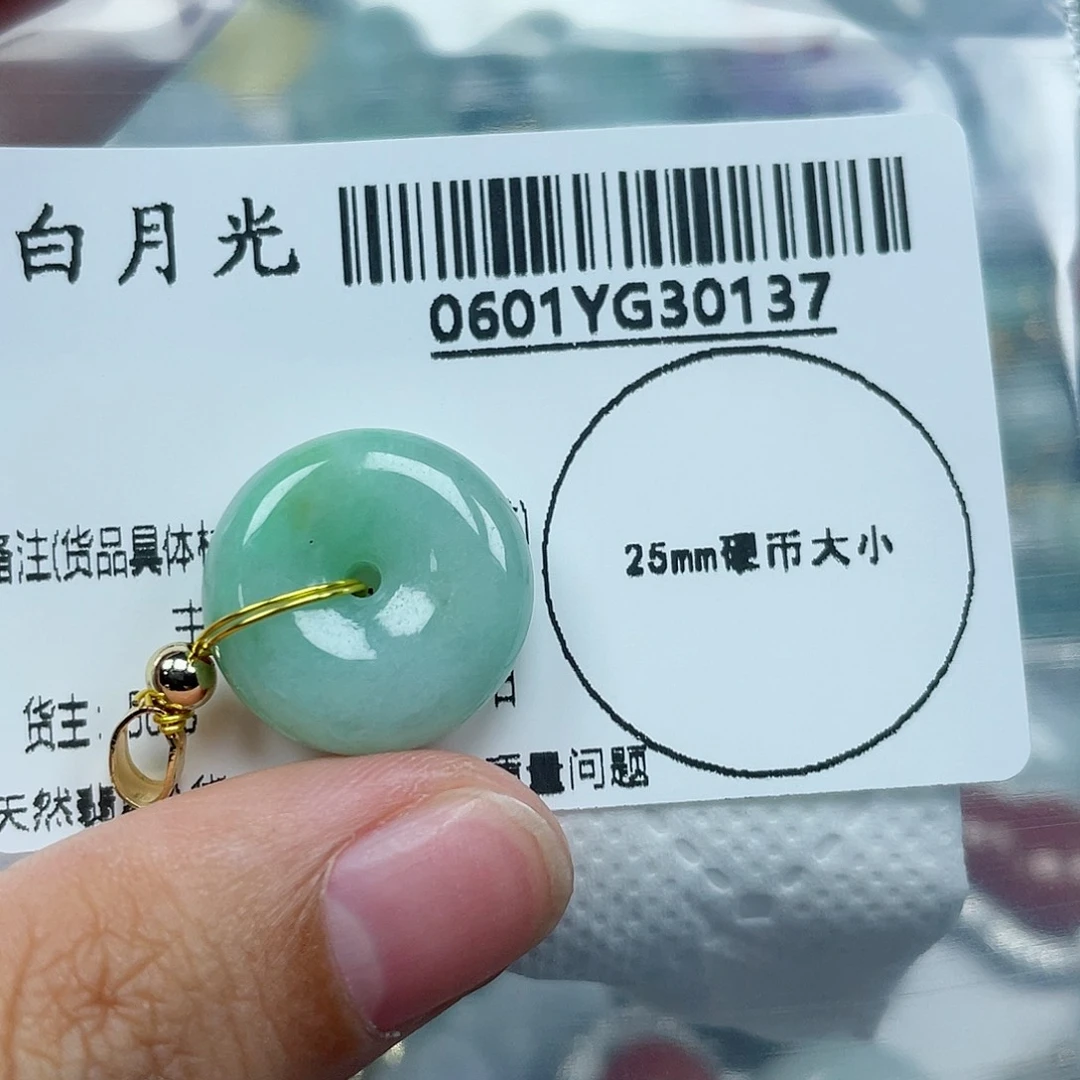 白月光
0601YG30137
25mm硬币大小
备注(货品具体
货主:
天然翡
质量问题